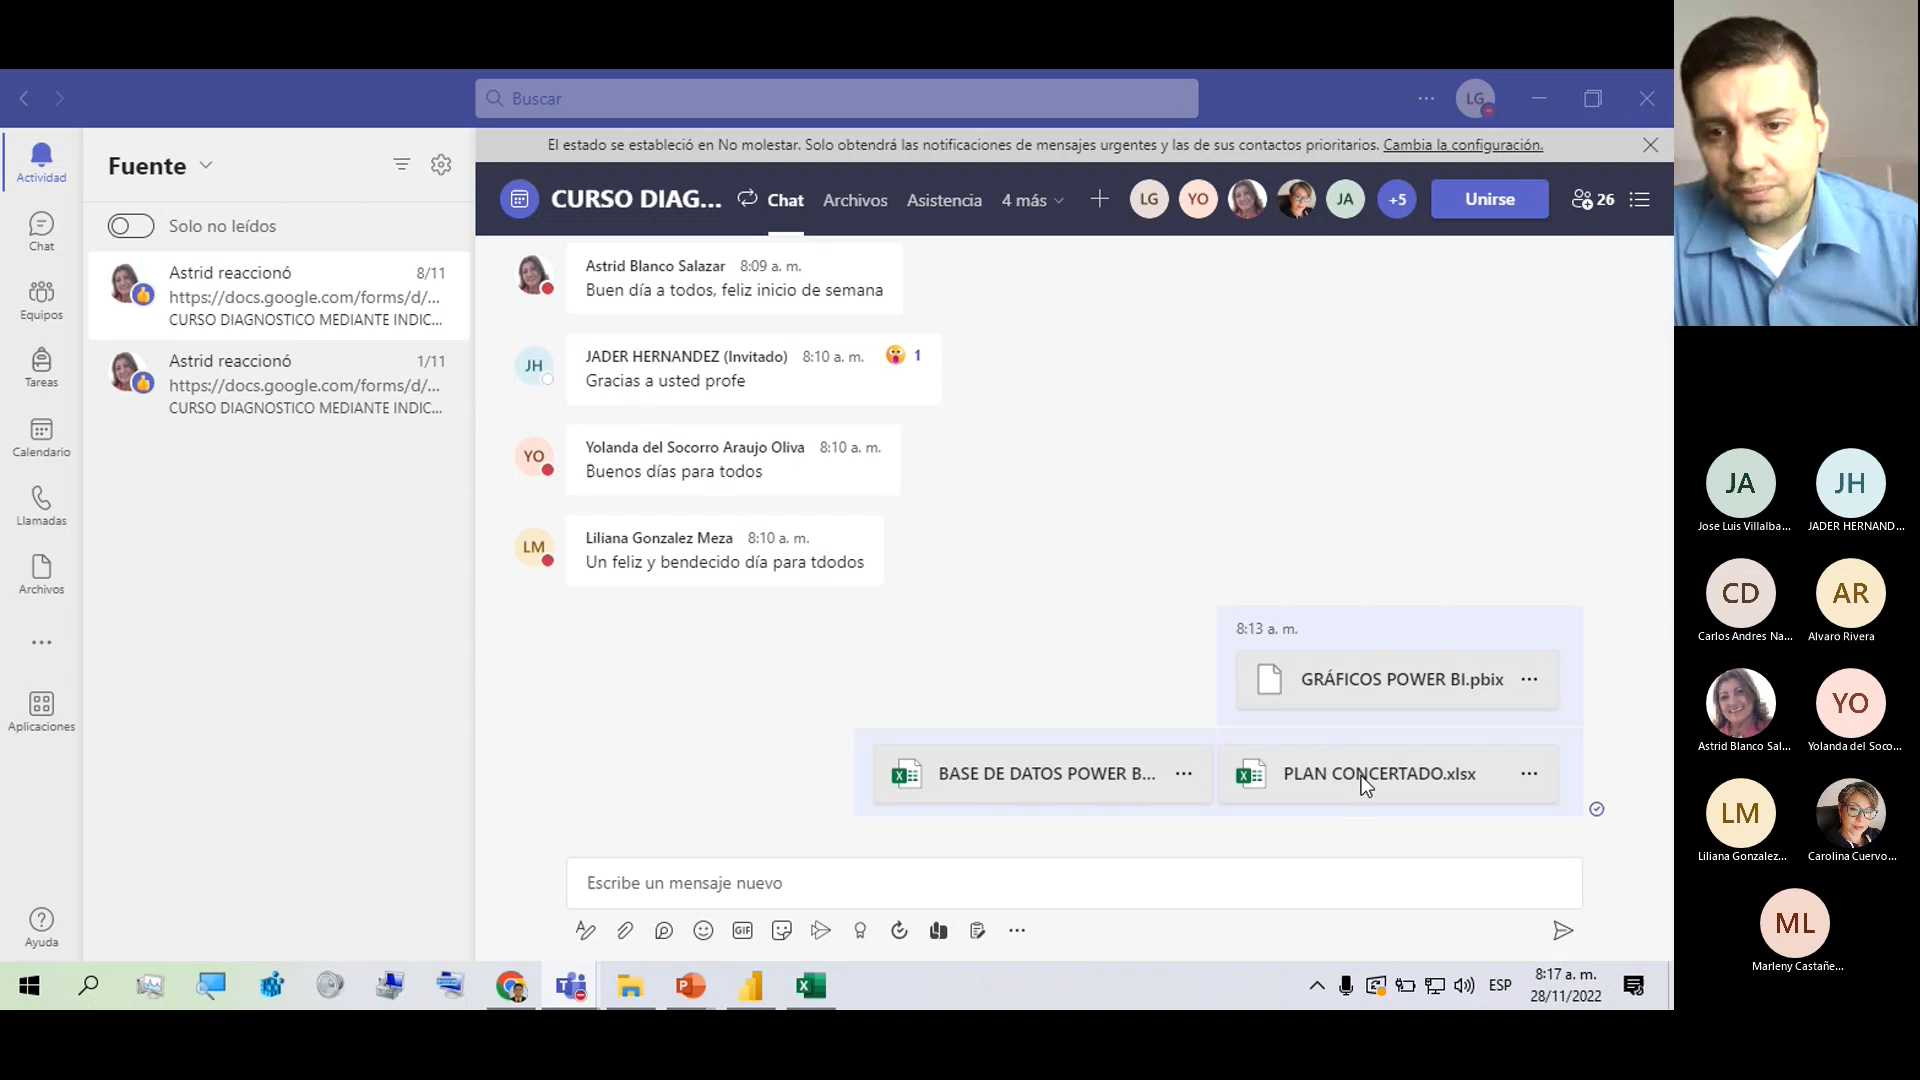 Buscar
LG
El estado se estableció en No molestar. Solo obtendrá las notificaciones de mensajes urgentes y las de sus contactos prioritarios. Cambia la configuración.
Actividad
Chat
Equipos
Tareas
Calendario
Llamadas
Archivos
Aplicaciones
Ayuda
Fuente
Solo no leídos
Astrid reaccionó 8/11
https://docs.google.com/forms/d/...
CURSO DIAGNOSTICO MEDIANTE INDIC...
Astrid reaccionó 1/11
https://docs.google.com/forms/d/...
CURSO DIAGNOSTICO MEDIANTE INDIC...
CURSO DIAG... Chat Archivos Asistencia 4 más LG YO JA +5 Unirse 26
Astrid Blanco Salazar 8:09 a. m.
Buen día a todos, feliz inicio de semana
JH
JADER HERNANDEZ (Invitado) 8:10 a. m. 1
Gracias a usted profe
YO
Yolanda del Socorro Araujo Oliva 8:10 a. m.
Buenos días para todos
LM
Liliana Gonzalez Meza 8:10 a. m.
Un feliz y bendecido día para tdodos
8:13 a. m.
GRÁFICOS POWER BI.pbix
BASE DE DATOS POWER B... PLAN CONCERTADO.xlsx
Escribe un mensaje nuevo
GIF
ESP
8:17 a. m.
28/11/2022
JA JH
Jose Luis Villalba... JADER HERNAND...
CD AR
Carlos Andres Na... Alvaro Rivera
YO
Astrid Blanco Sal... Yolanda del Soco...
LM
Liliana Gonzalez... Carolina Cuervo...
ML
Marleny Castañe...